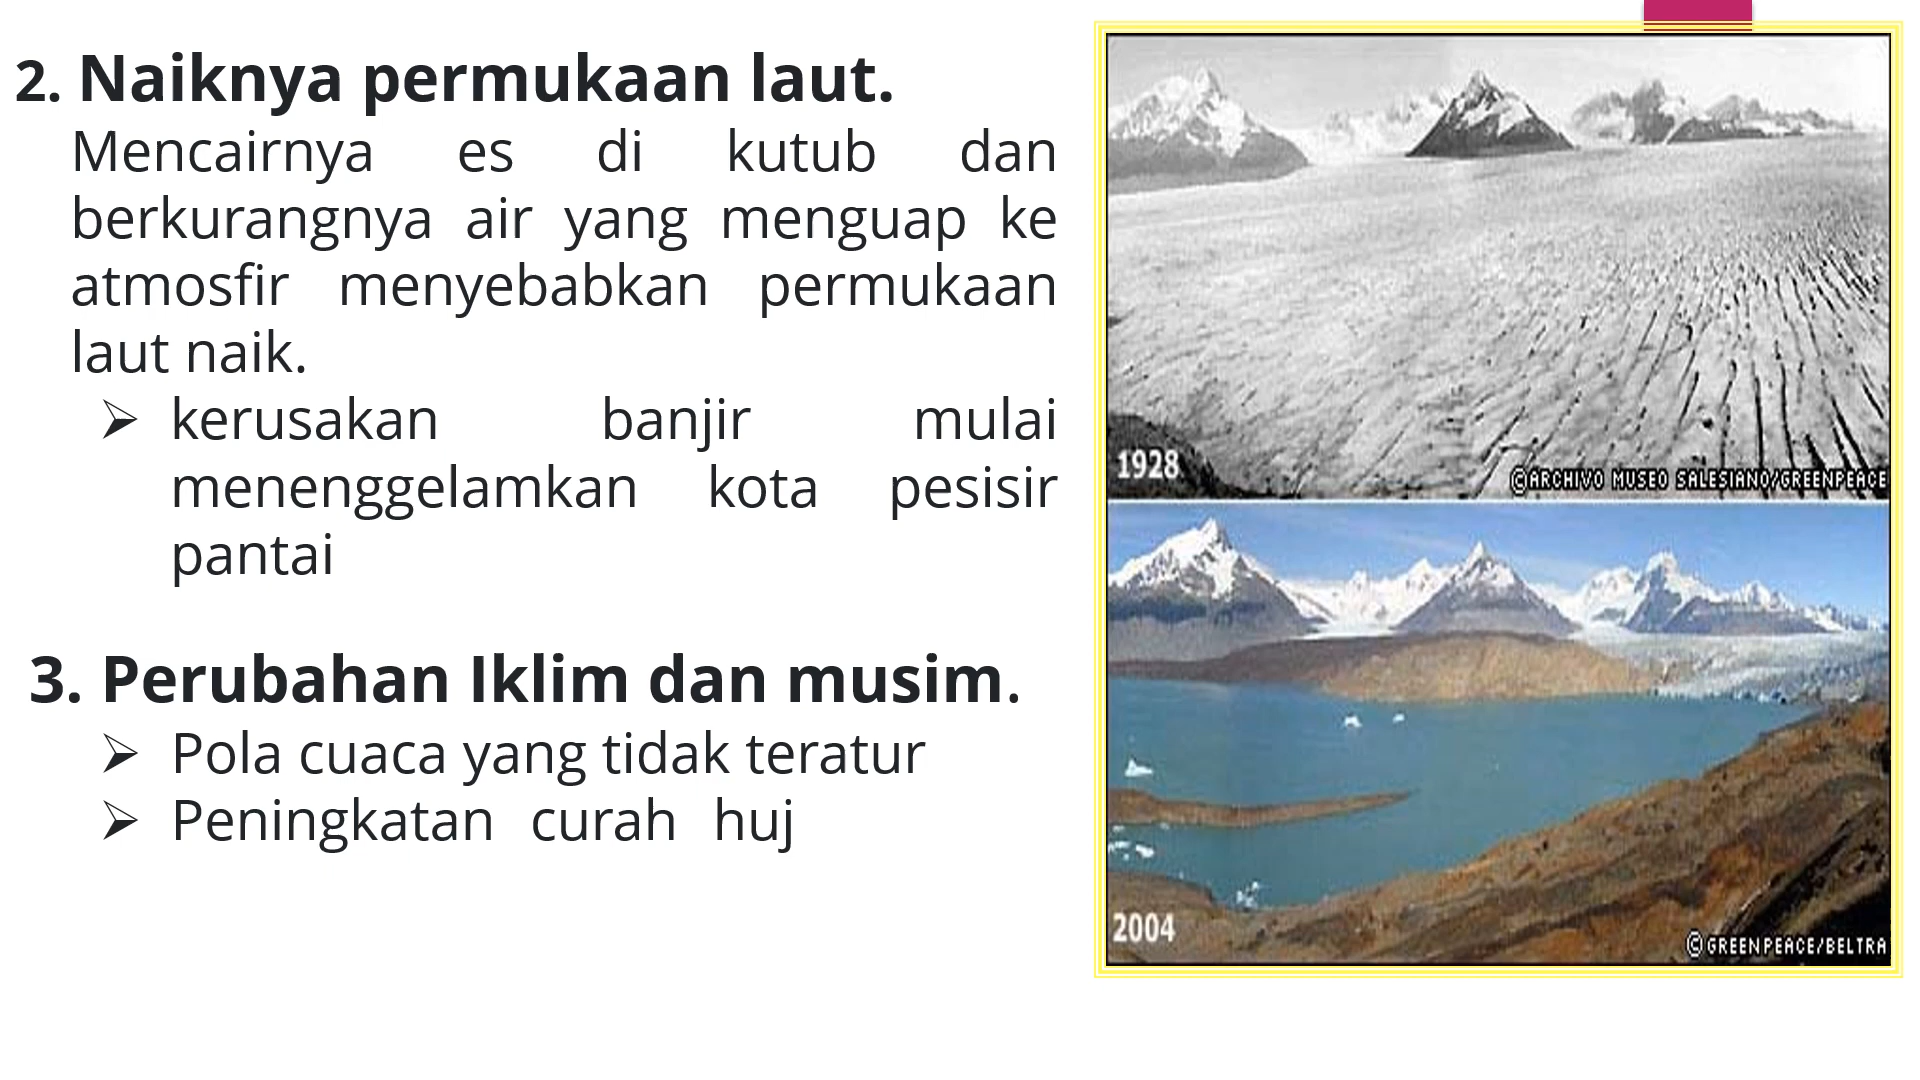 2. Naiknya permukaan laut.
Mencairnya es di kutub dan
berkurangnya air yang menguap ke
atmosfir menyebabkan permukaan
laut naik.
➢ kerusakan banjir mulai
menenggelamkan kota pesisir
pantai
3. Perubahan Iklim dan musim.
➢ Pola cuaca yang tidak teratur
➢ Peningkatan curah huj
1928
©ARCHIVO MUSEO SALESIANO/GREENPEACE
2004
©GREENPEACE/BELTRA